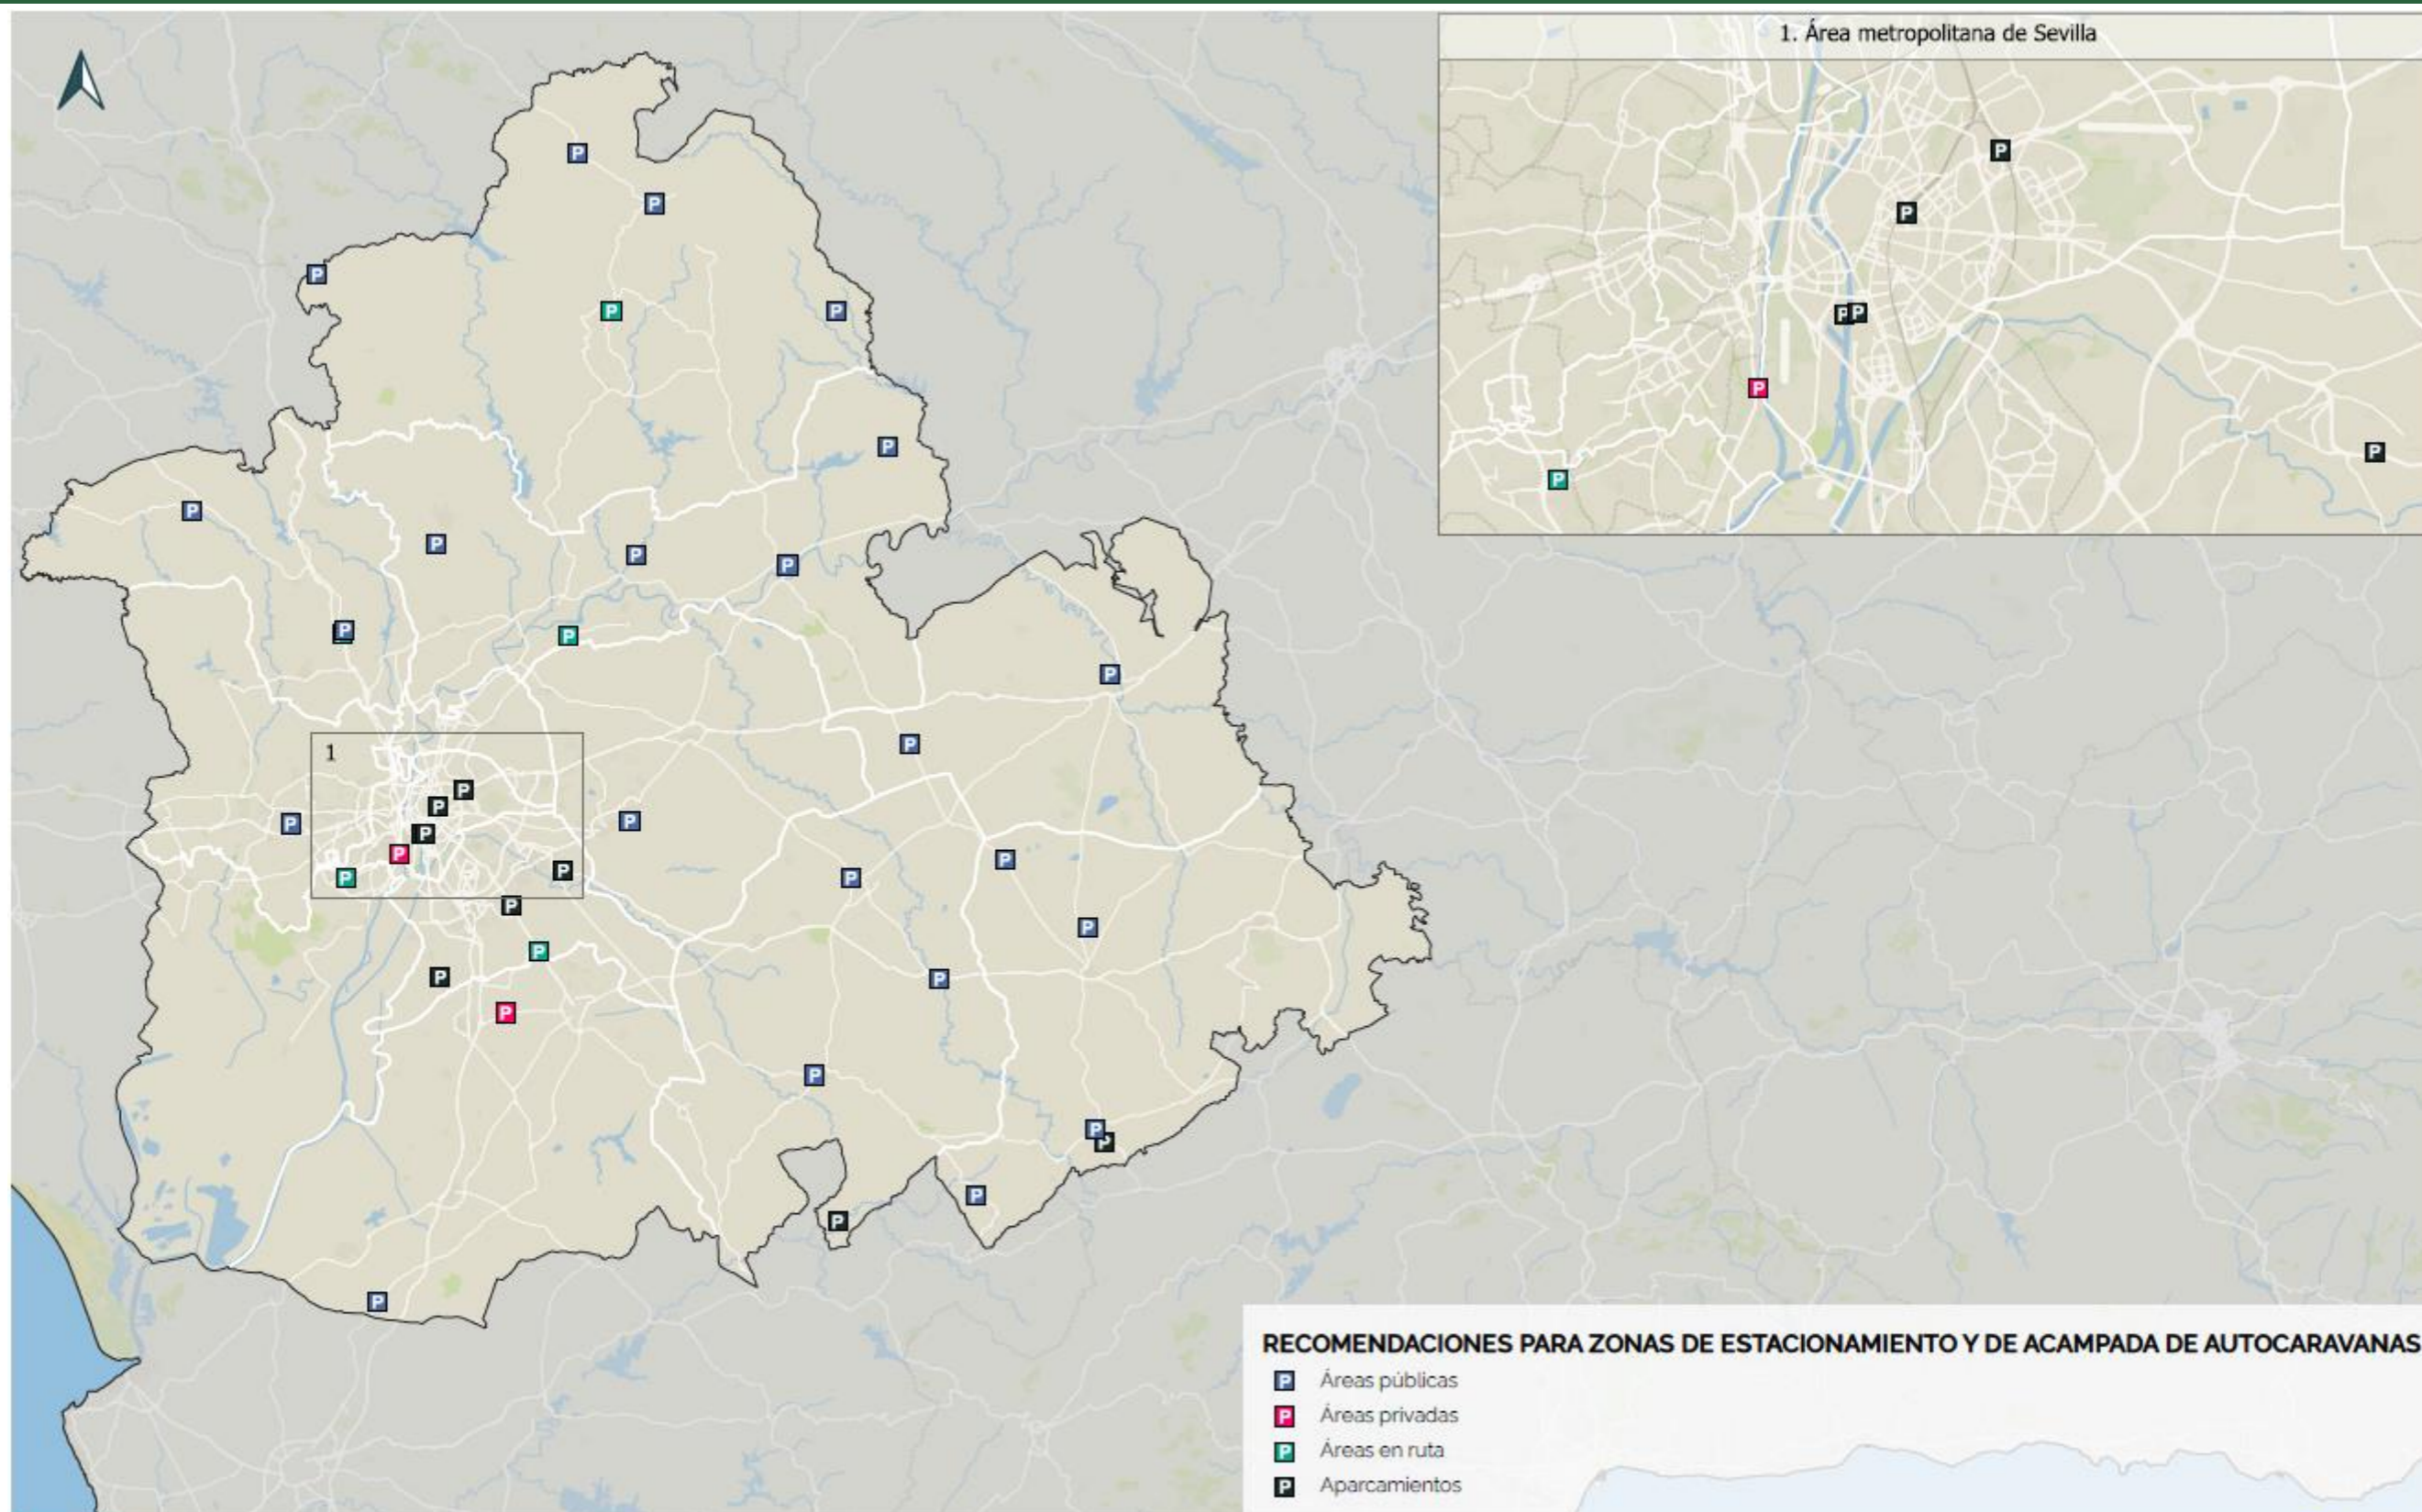 1. Área metropolitana de Sevilla
1
RECOMENDACIONES PARA ZONAS DE ESTACIONAMIENTO Y DE ACAMPADA DE AUTOCARAVANAS
P Áreas públicas
P Áreas privadas
P Áreas en ruta
P Aparcamientos